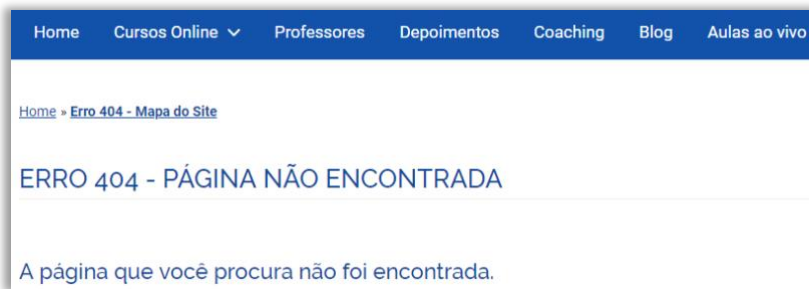 Home Cursos Online Professores Depoimentos Coaching Blog Aulas ao vivo
Home » Erro 404 - Mapa do Site
ERRO 404 - PÁGINA NÃO ENCONTRADA
A página que você procura não foi encontrada.